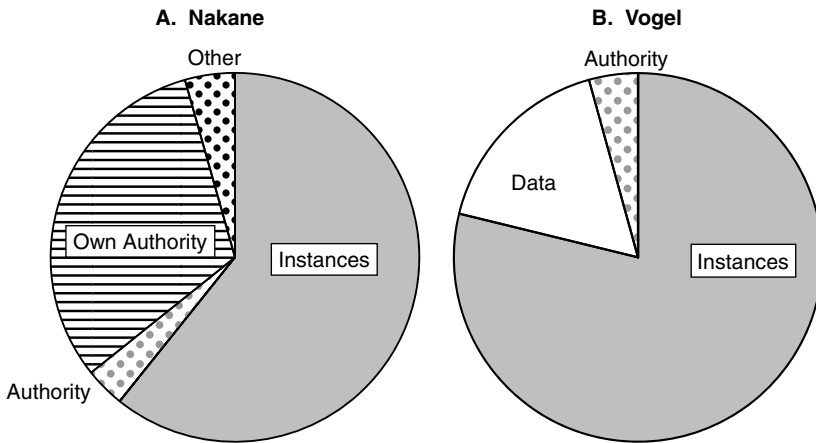 A. Nakane
Other
Own Authority
Instances
Authority
B. Vogel
Authority
Data
Instances